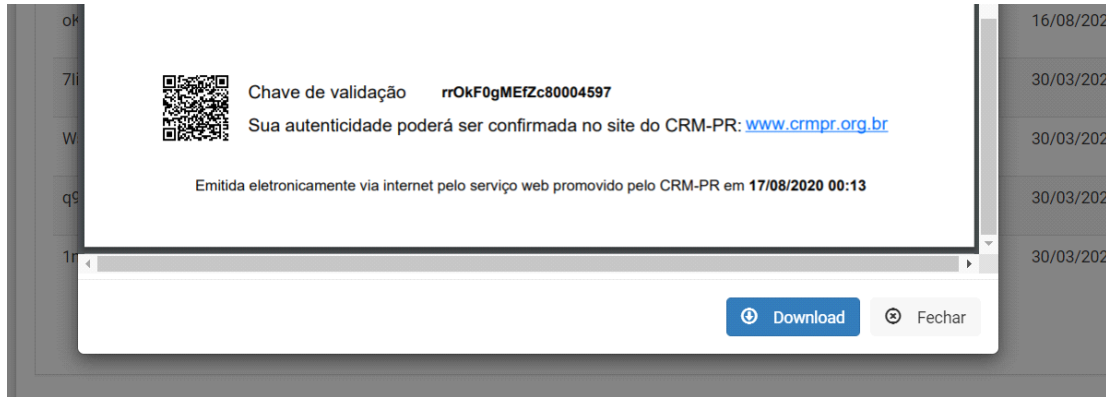 16/08/202
Chave de validação rrOkF0gMEfZc80004597
30/03/202
Sua autenticidade poderá ser confirmada no site do CRM-PR: www.crmpr.org.br
30/03/202
Emitida eletronicamente via internet pelo serviço web promovido pelo CRM-PR em 17/08/2020 00:13
30/03/202
30/03/202
Download
Fechar